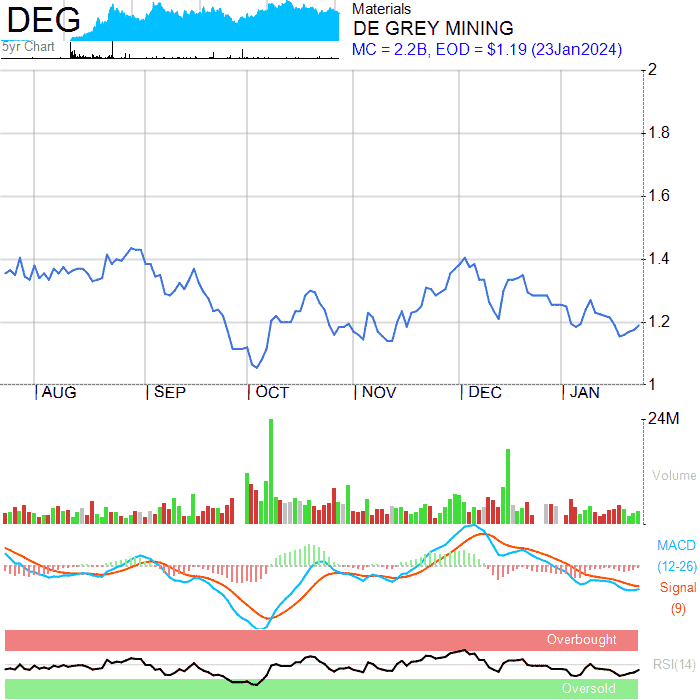 DEG
5yr Chart
Materials
DE GREY MINING
MC = 2.2B, EOD = $1.19 (23Jan2024)
2
1.8
1.6
1.4
1.2
1
AUG SEP OCT NOV DEC JAN
24M
Volume
MACD
(12-26)
Signal
(9)
Overbought
RSI(14)
Oversold